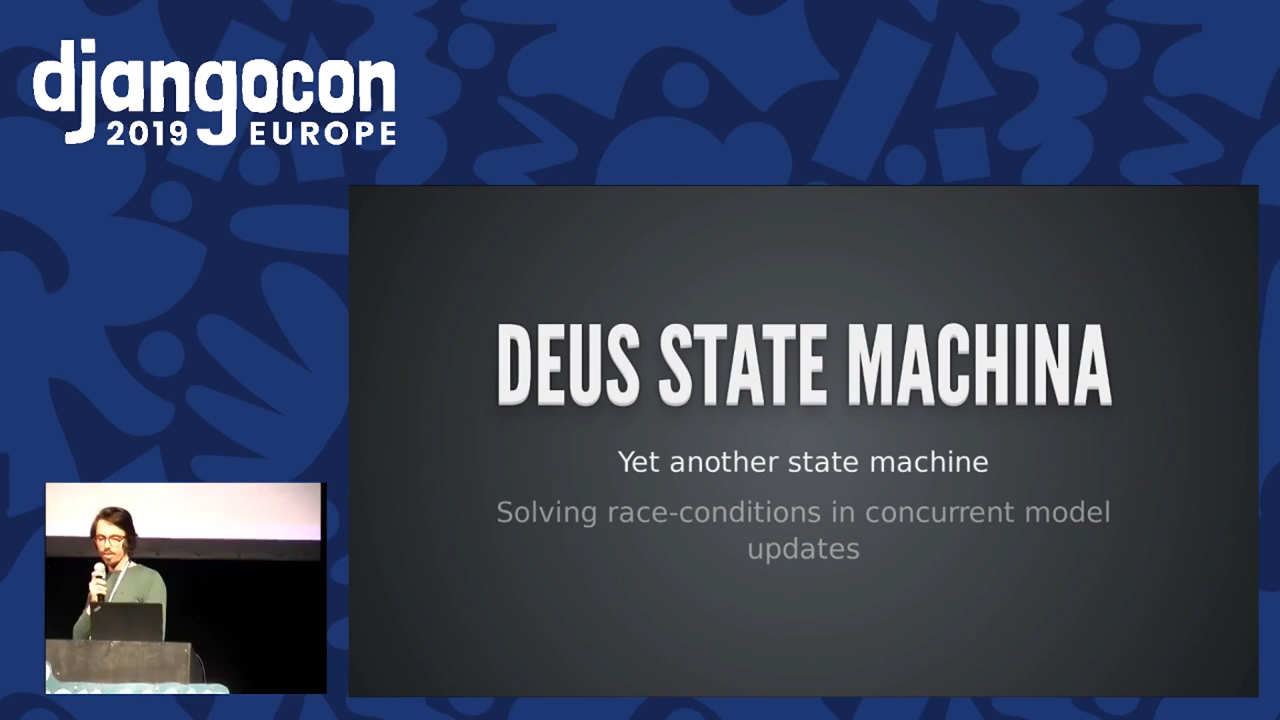 djangocon
2019 EUROPE
DEUS STATE MACHINA
Yet another state machine
Solving race-conditions in concurrent model
updates